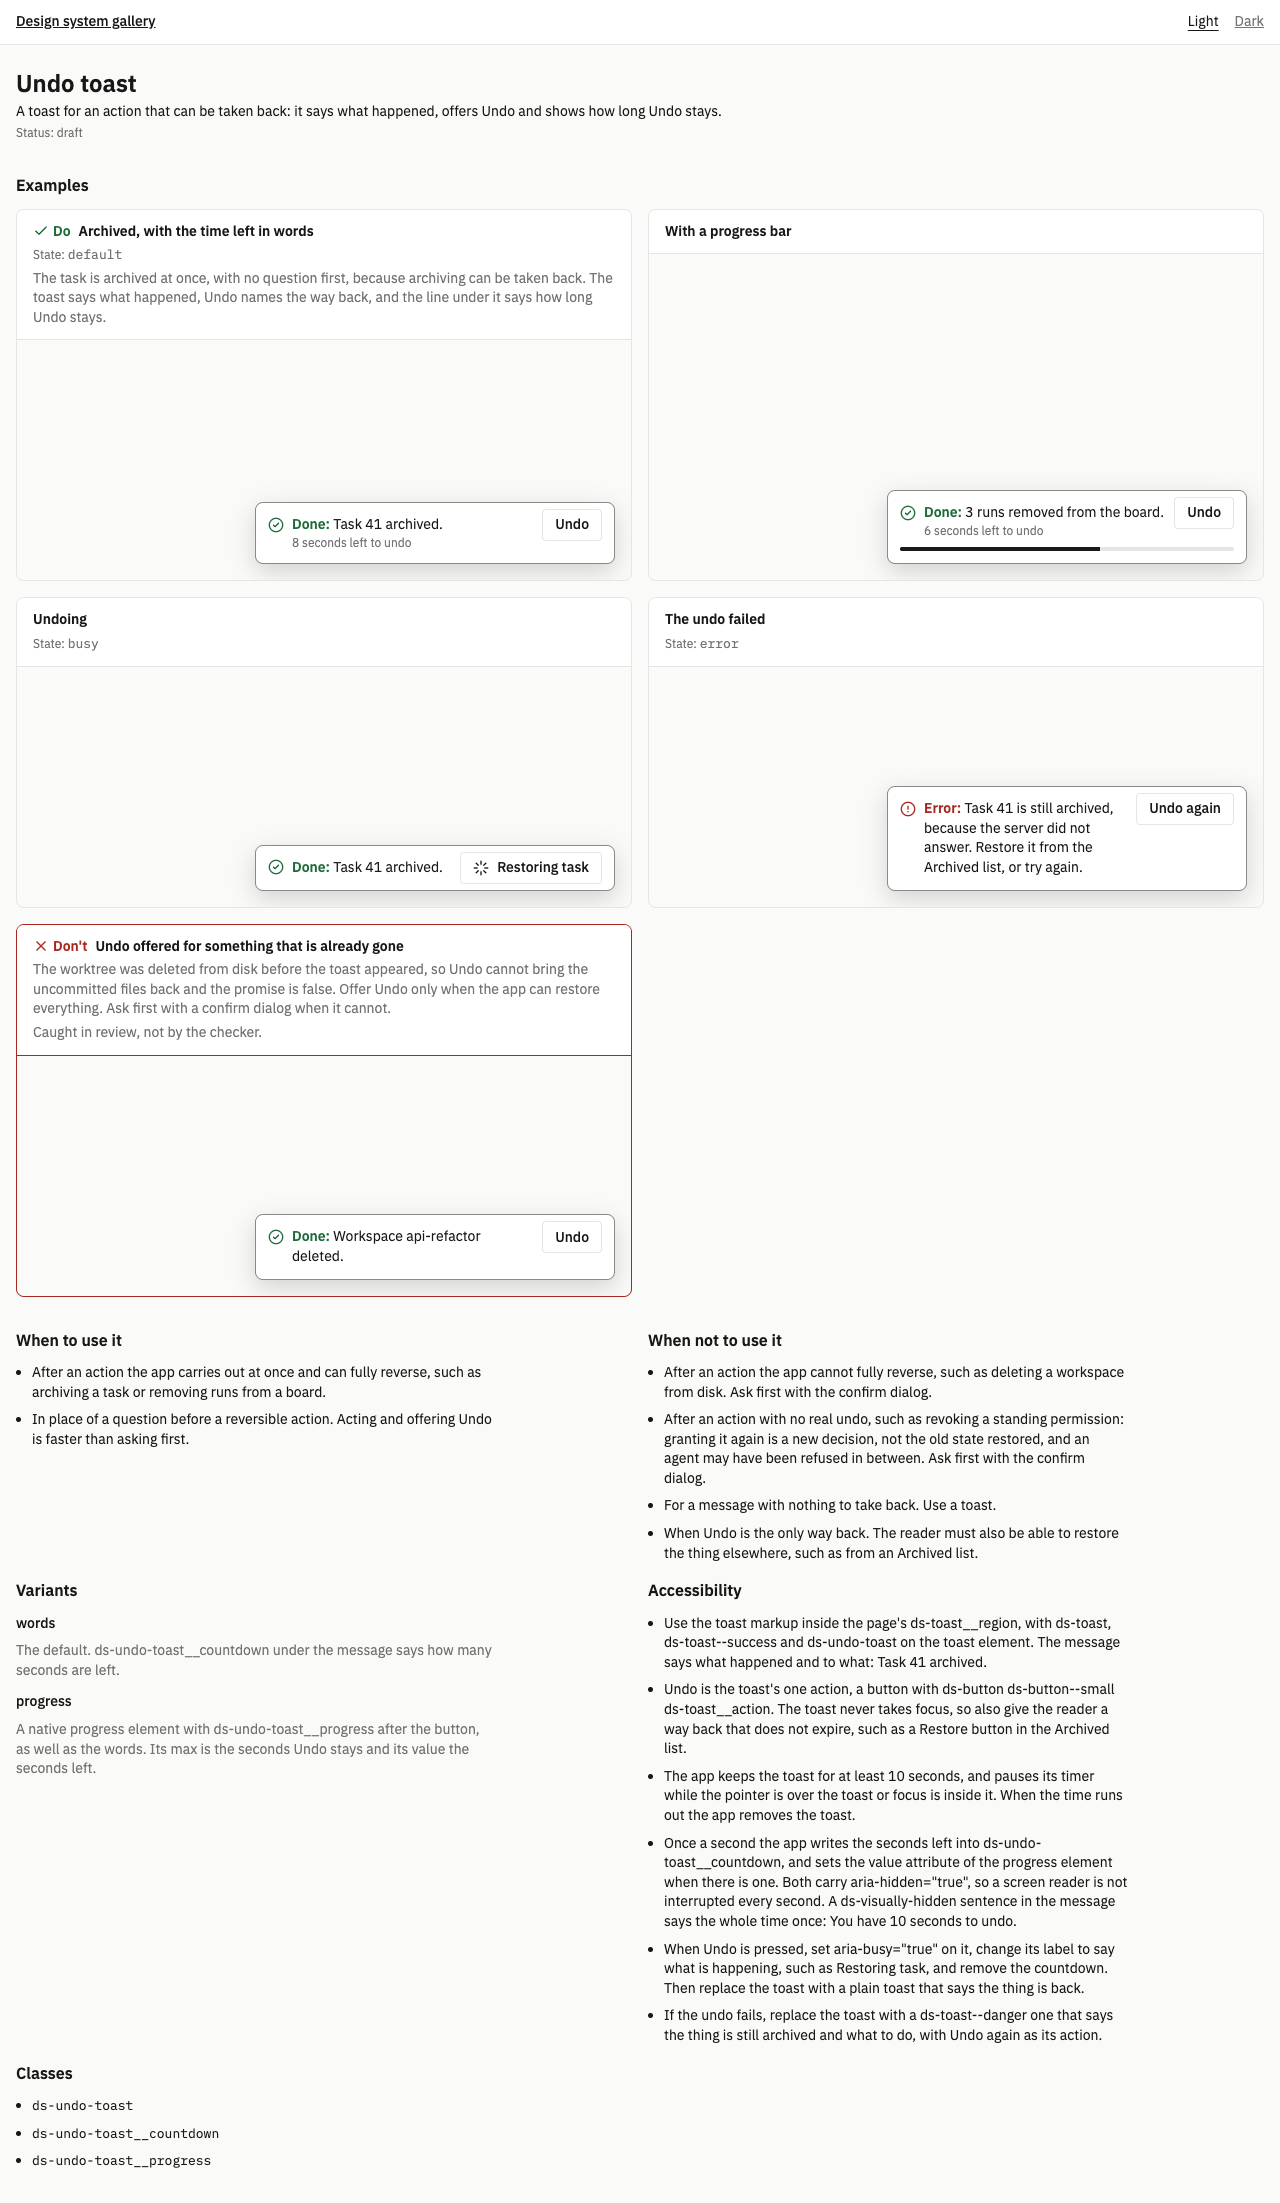 Design system gallery
Light
Dark
Undo toast
A toast for an action that can be taken back: it says what happened, offers Undo and shows how long Undo stays.
Status: draft
Examples
Do Archived, with the time left in words
State: default
The task is archived at once, with no question first, because archiving can be taken back. The
toast says what happened, Undo names the way back, and the line under it says how long
Undo stays.
Done: Task 41 archived.
8 seconds left to undo
Undo
With a progress bar
Done: 3 runs removed from the board.
6 seconds left to undo
Undo
Undoing
State: busy
Done: Task 41 archived.
Restoring task
The undo failed
State: error
Error: Task 41 is still archived,
because the server did not
answer. Restore it from the
Archived list, or try again.
Undo again
Don't Undo offered for something that is already gone
The worktree was deleted from disk before the toast appeared, so Undo cannot bring the
uncommitted files back and the promise is false. Offer Undo only when the app can restore
everything. Ask first with a confirm dialog when it cannot.
Caught in review, not by the checker.
Done: Workspace api-refactor
deleted.
Undo
When to use it
After an action the app carries out at once and can fully reverse, such as
archiving a task or removing runs from a board.
In place of a question before a reversible action. Acting and offering Undo
is faster than asking first.
When not to use it
After an action the app cannot fully reverse, such as deleting a workspace
from disk. Ask first with the confirm dialog.
After an action with no real undo, such as revoking a standing permission:
granting it again is a new decision, not the old state restored, and an
agent may have been refused in between. Ask first with the confirm
dialog.
For a message with nothing to take back. Use a toast.
When Undo is the only way back. The reader must also be able to restore
the thing elsewhere, such as from an Archived list.
Variants
words
The default. ds-undo-toast__countdown under the message says how many
seconds are left.
progress
A native progress element with ds-undo-toast__progress after the button,
as well as the words. Its max is the seconds Undo stays and its value the
seconds left.
Accessibility
Use the toast markup inside the page's ds-toast__region, with ds-toast,
ds-toast--success and ds-undo-toast on the toast element. The message
says what happened and to what: Task 41 archived.
Undo is the toast's one action, a button with ds-button ds-button--small
ds-toast__action. The toast never takes focus, so also give the reader a
way back that does not expire, such as a Restore button in the Archived
list.
The app keeps the toast for at least 10 seconds, and pauses its timer
while the pointer is over the toast or focus is inside it. When the time runs
out the app removes the toast.
Once a second the app writes the seconds left into ds-undo-
toast__countdown, and sets the value attribute of the progress element
when there is one. Both carry aria-hidden="true", so a screen reader is not
interrupted every second. A ds-visually-hidden sentence in the message
says the whole time once: You have 10 seconds to undo.
When Undo is pressed, set aria-busy="true" on it, change its label to say
what is happening, such as Restoring task, and remove the countdown.
Then replace the toast with a plain toast that says the thing is back.
If the undo fails, replace the toast with a ds-toast--danger one that says
the thing is still archived and what to do, with Undo again as its action.
Classes
ds-undo-toast
ds-undo-toast__countdown
ds-undo-toast__progress